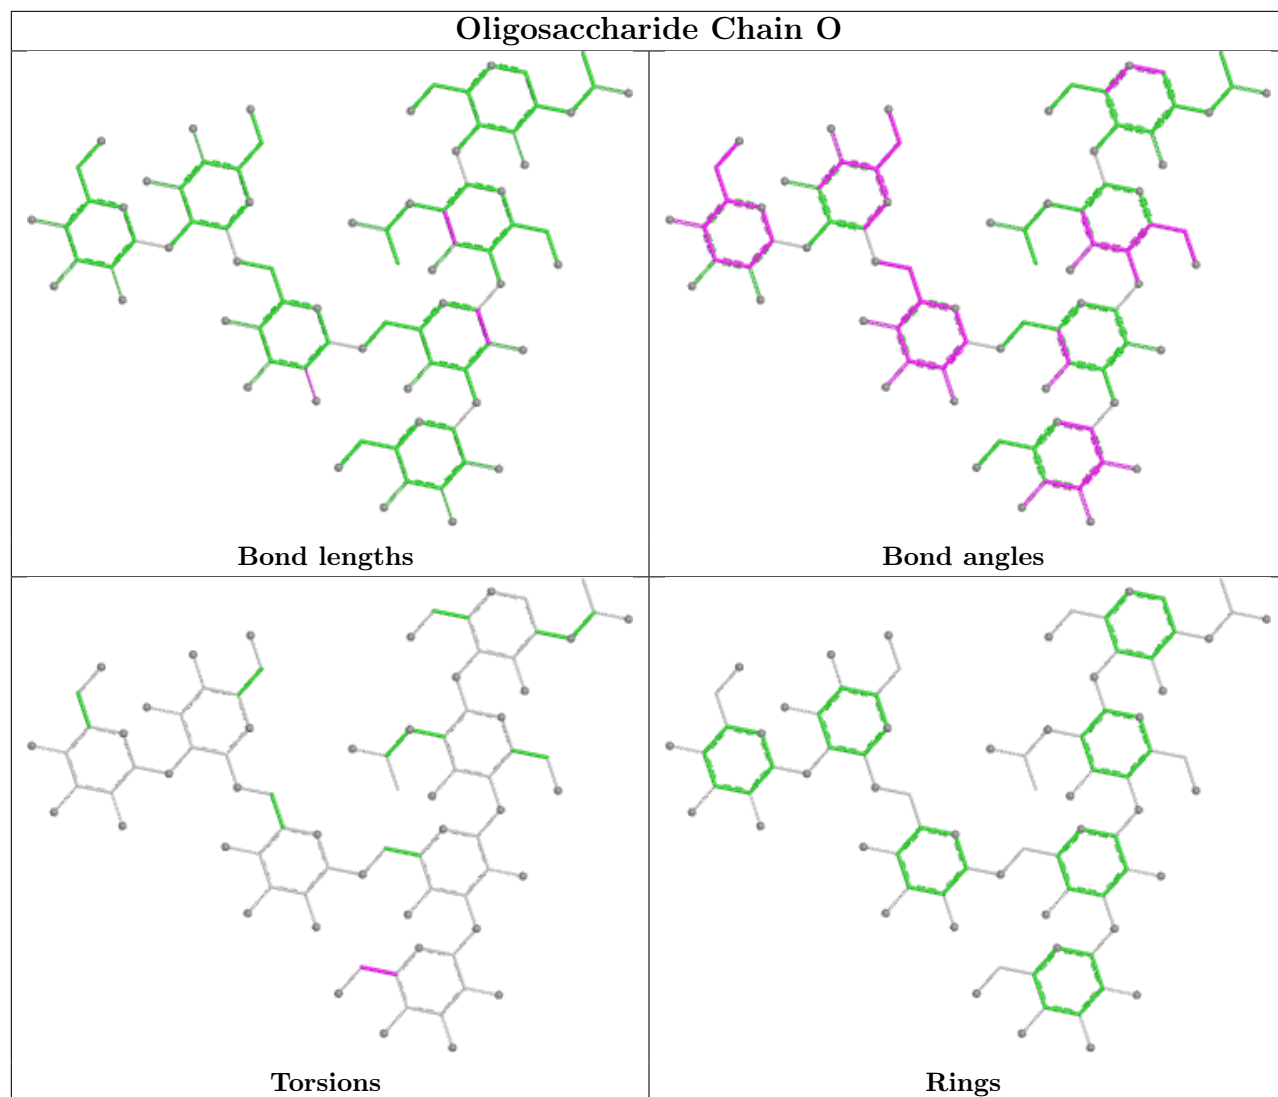 Oligosaccharide Chain O
Bond lengths
Bond angles
Torsions
Rings